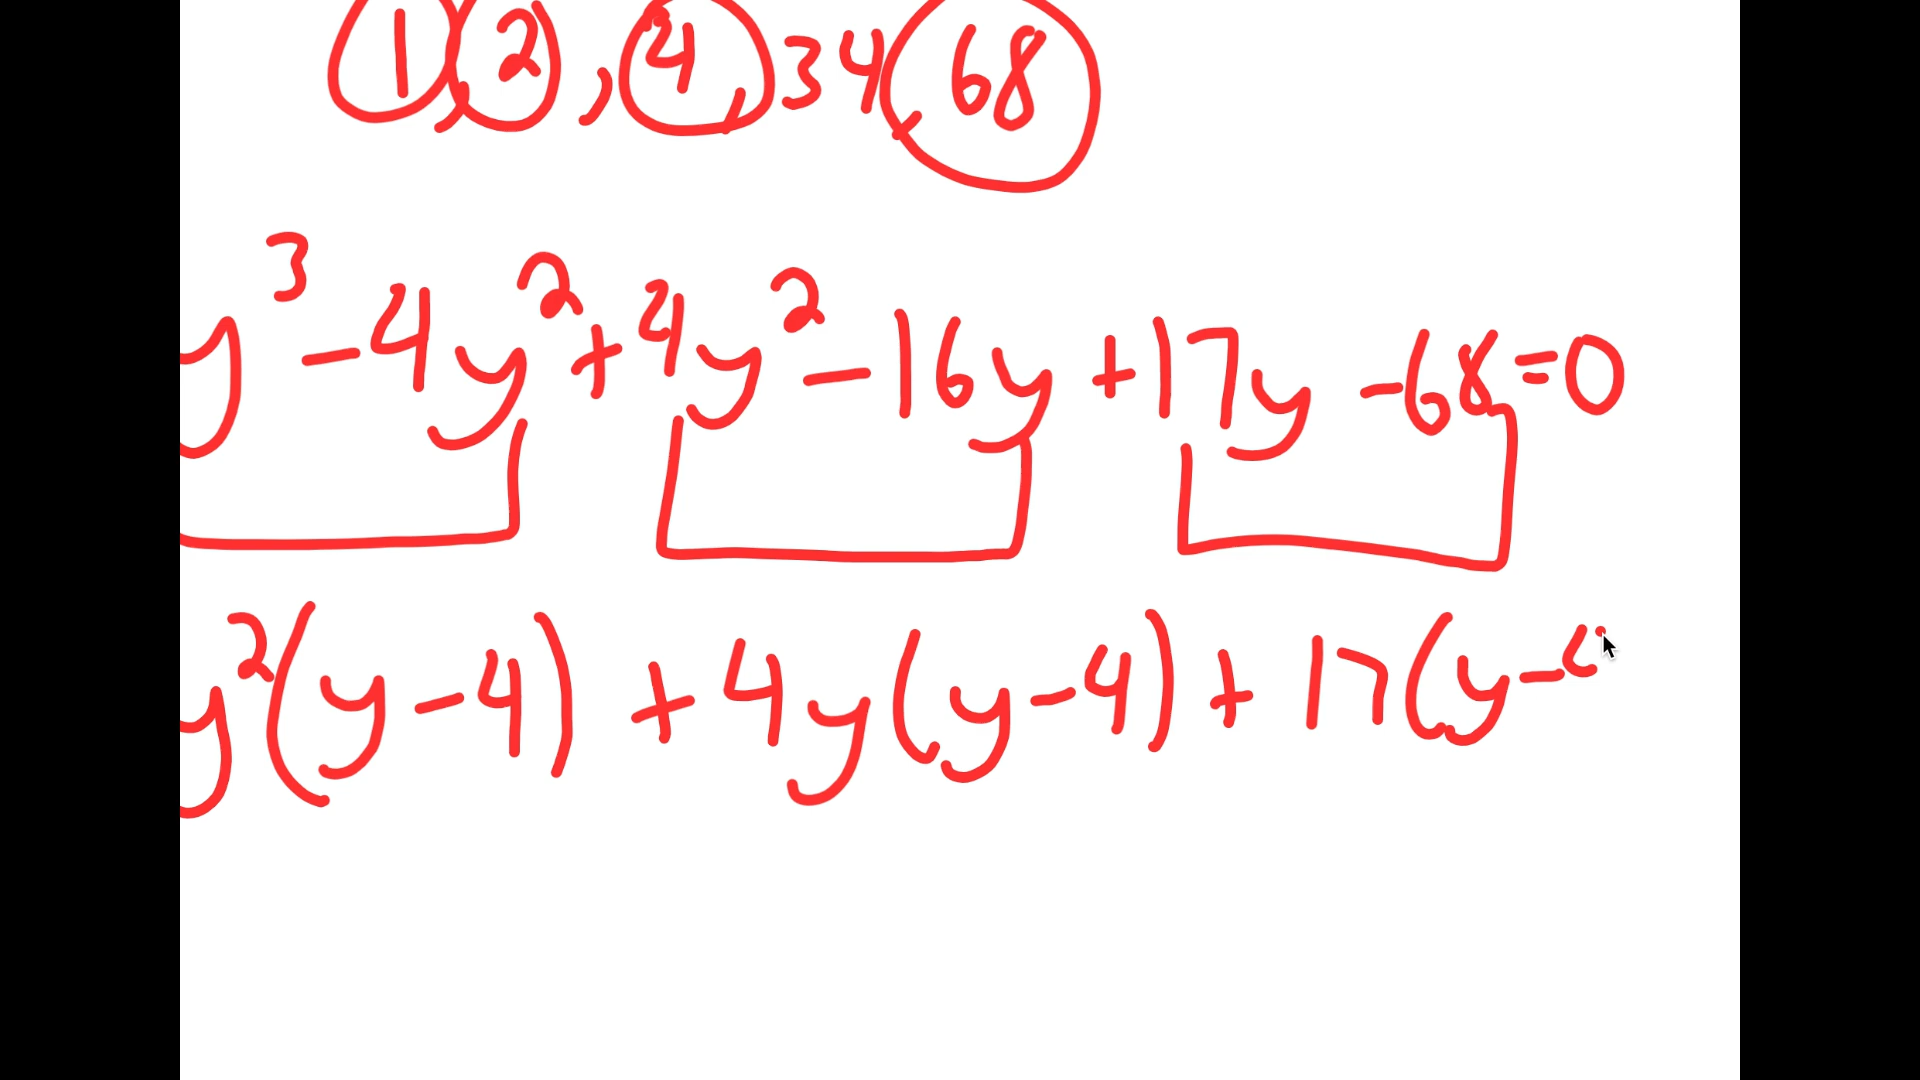 1, 2, 4, 34, 68
y³ - 4y² + 4y² - 16y + 17y - 68 = 0
y²(y - 4) + 4y(y - 4) + 17(y -